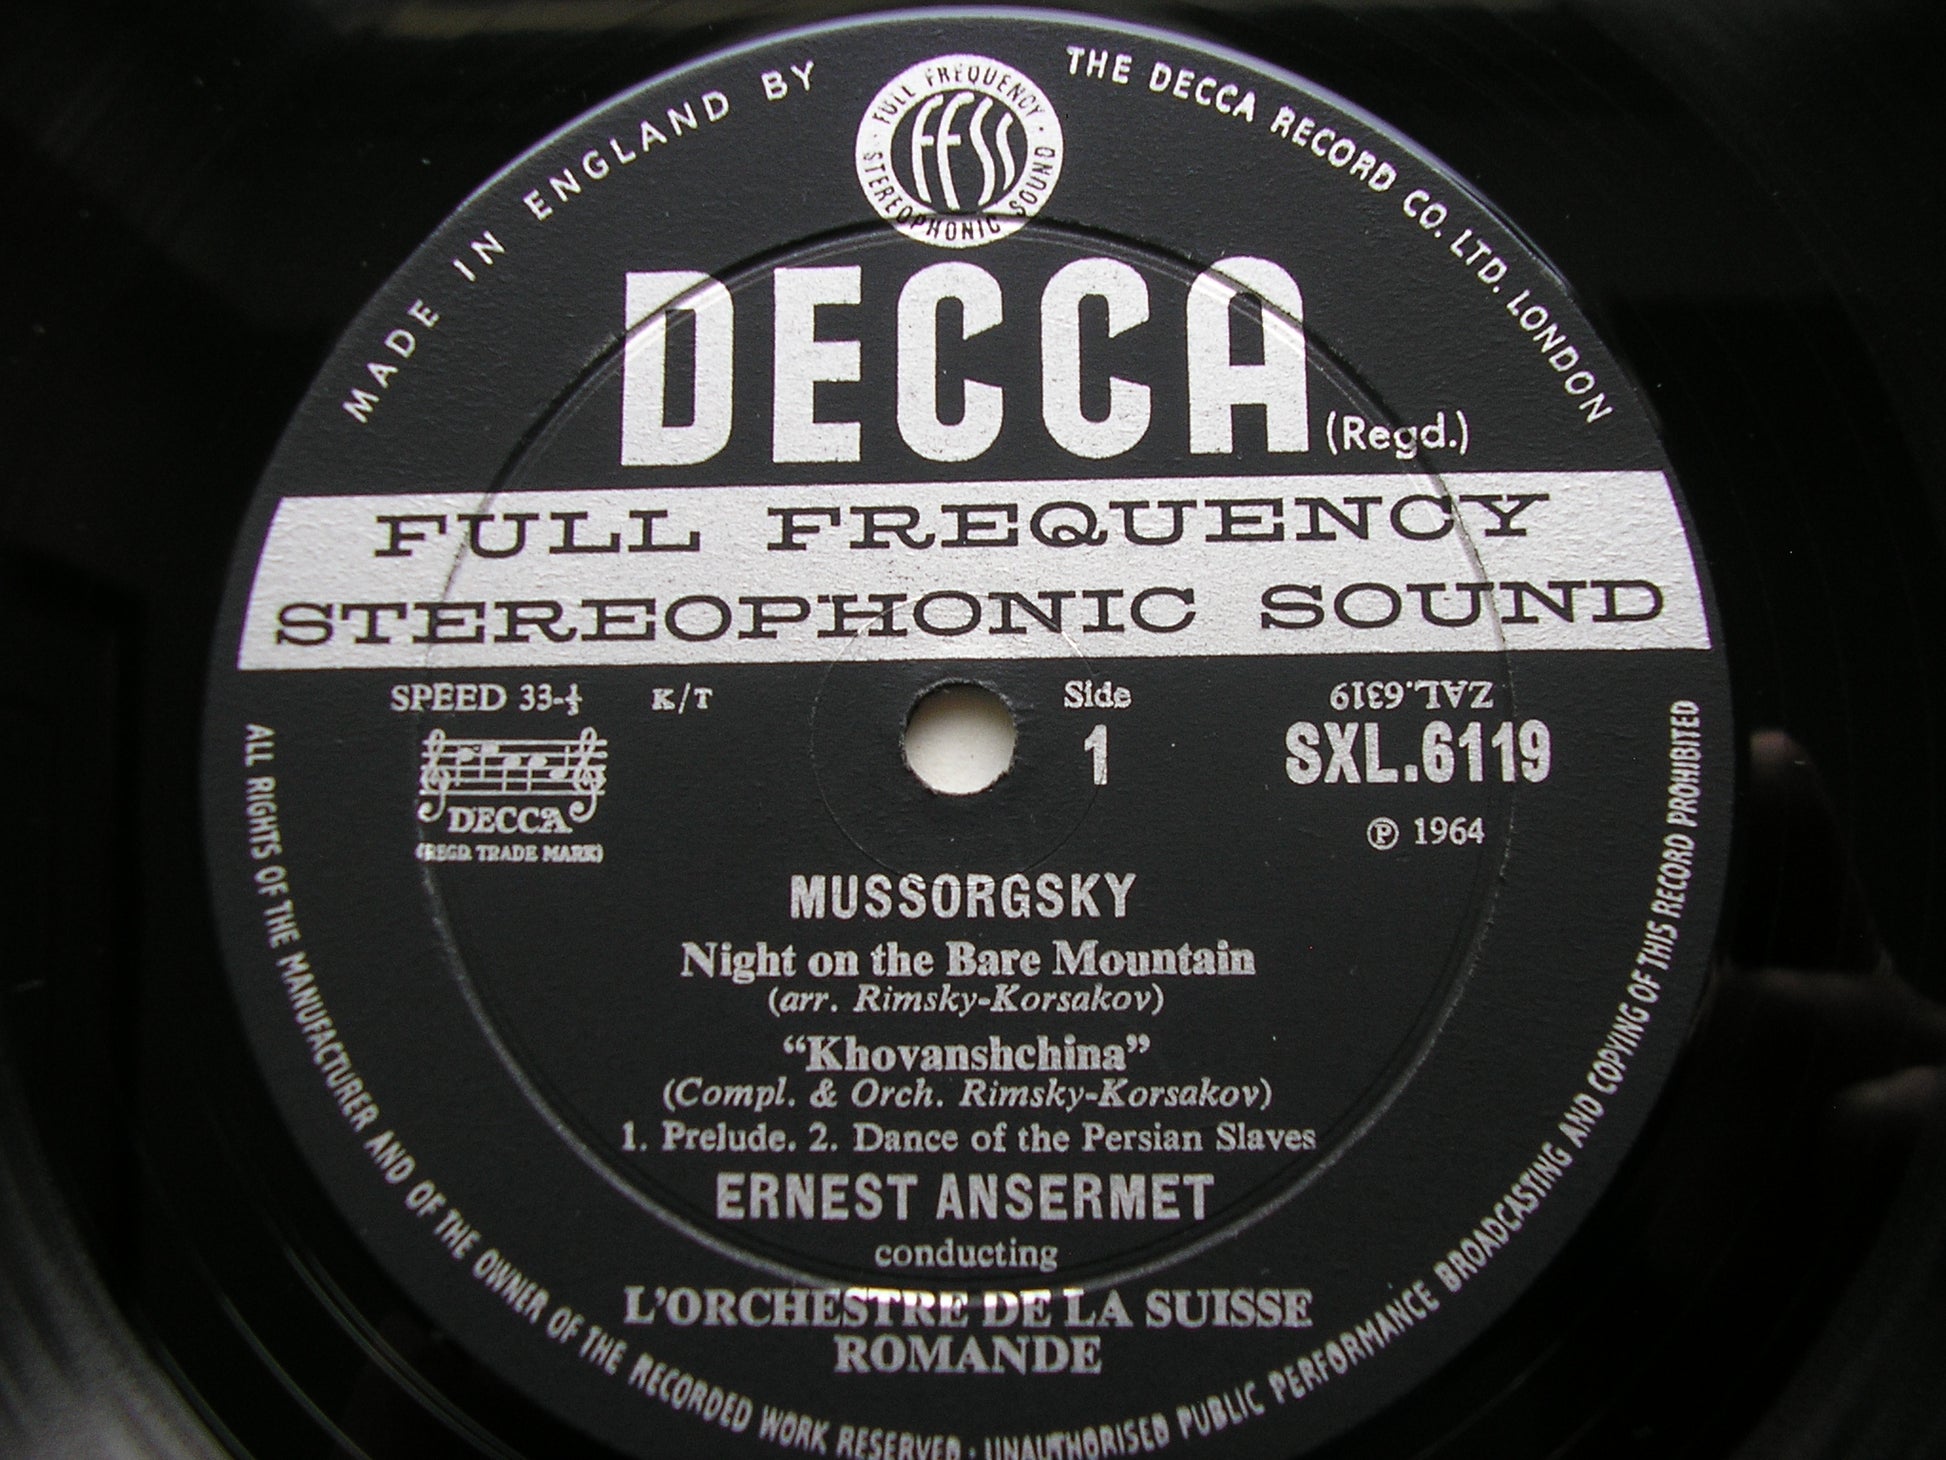 MADE IN ENGLAND BY
THE DECCA RECORD CO. LTD. LONDON
FULL FREQUENCY
ffss
STEREOPHONIC SOUND
DECCA (Regd.)
FULL FREQUENCY
STEREOPHONIC SOUND
SPEED 33-⅓ K/T
Side
1
ZAL.6319
SXL.6119
℗ 1964
DECCA
(REGD. TRADE MARK)
MUSSORGSKY
Night on the Bare Mountain
(arr. Rimsky-Korsakov)
“Khovanshchina”
(Compl. & Orch. Rimsky-Korsakov)
1. Prelude. 2. Dance of the Persian Slaves
ERNEST ANSERMET
conducting
L’ORCHESTRE DE LA SUISSE
ROMANDE
ALL RIGHTS OF THE MANUFACTURER AND OF THE OWNER OF THE RECORDED WORK RESERVED · UNAUTHORISED PUBLIC PERFORMANCE BROADCASTING AND COPYING OF THIS RECORD PROHIBITED